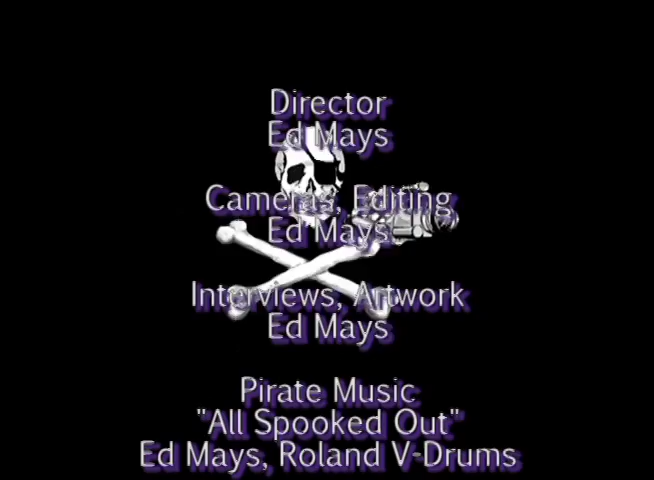 Director
Ed Mays
Cameras, Editing
Ed Mays
Interviews, Artwork
Ed Mays
Pirate Music
"All Spooked Out"
Ed Mays, Roland V-Drums